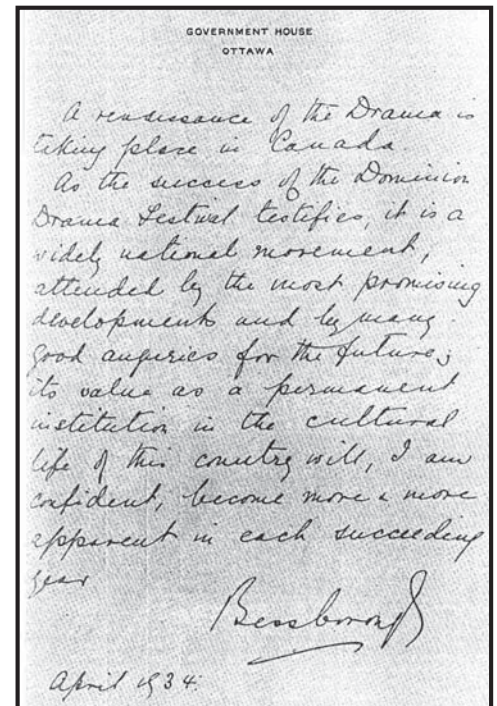 GOVERNMENT HOUSE
OTTAWA
A renaissance of the Drama is
taking place in Canada
As the success of the Dominion
Drama Festival testifies, it is a
widely national movement,
attended by the most promising
developments and by many
good auguries for the future;
its value as a permanent
institution in the cultural
life of this country will, I am
confident, become more & more
apparent in each succeeding
year
Bessborough
April 1934.